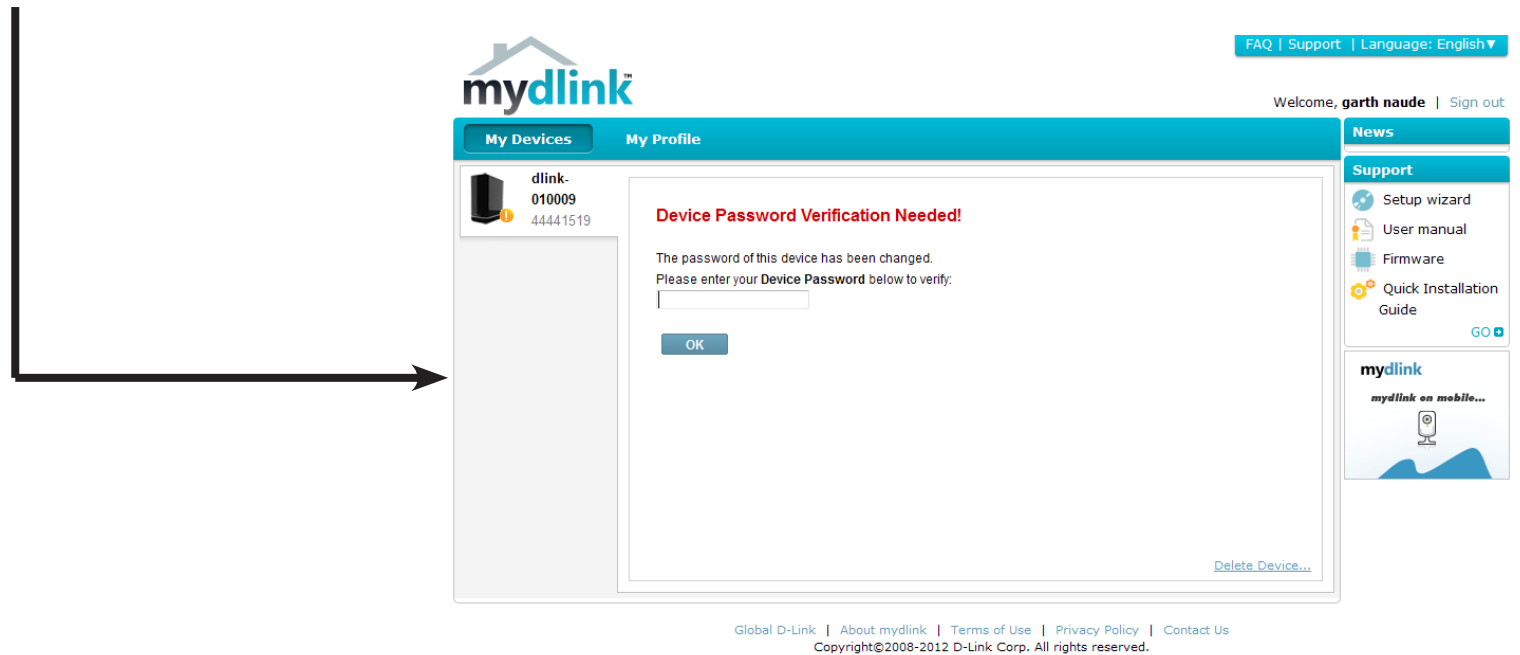 FAQ | Support | Language: English▼
mydlink™
Welcome, garth naude | Sign out
My Devices
My Profile
dlink-
010009
44441519
Device Password Verification Needed!
The password of this device has been changed.
Please enter your Device Password below to verify:
OK
Delete Device...
News
Support
Setup wizard
User manual
Firmware
Quick Installation
Guide
GO
mydlink
mydlink on mobile...
Global D-Link | About mydlink | Terms of Use | Privacy Policy | Contact Us
Copyright©2008-2012 D-Link Corp. All rights reserved.